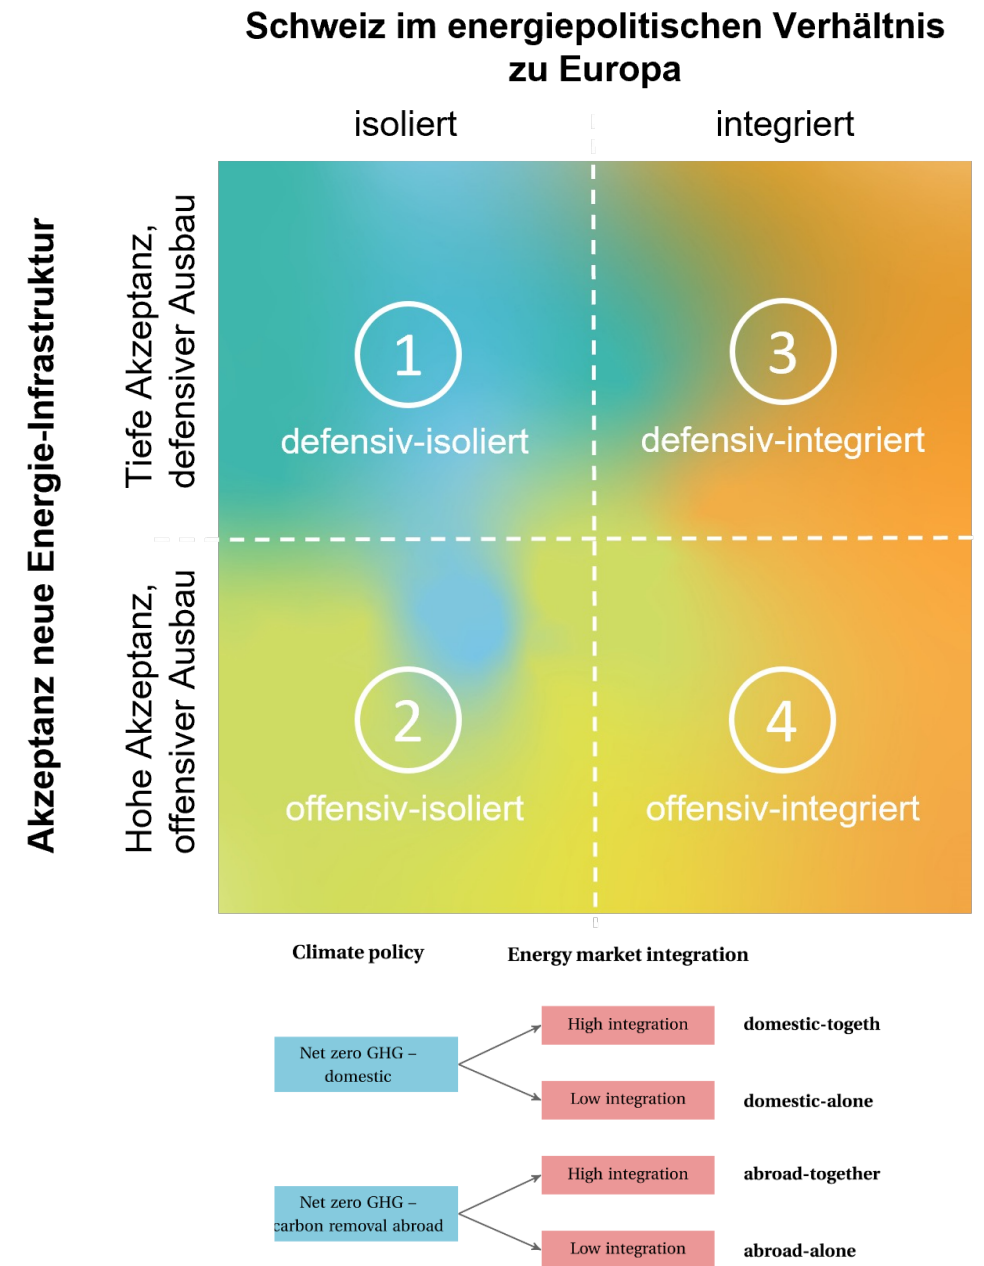 Schweiz im energiepolitischen Verhältnis
zu Europa
isoliert
integriert
Akzeptanz neue Energie-Infrastruktur
Tiefe Akzeptanz,
defensiver Ausbau
1
defensiv-isoliert
3
defensiv-integriert
Hohe Akzeptanz,
offensiver Ausbau
2
offensiv-isoliert
4
offensiv-integriert
Climate policy
Energy market integration
Net zero GHG –
domestic
High integration
domestic-togeth
Low integration
domestic-alone
Net zero GHG –
carbon removal abroad
High integration
abroad-together
Low integration
abroad-alone